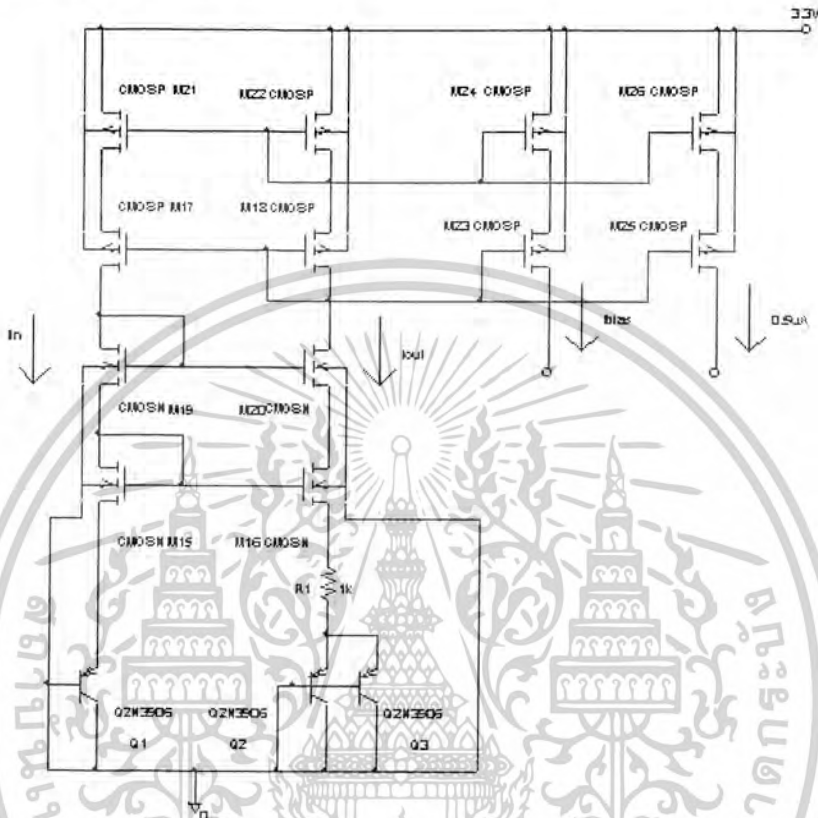 3.3V
CMOSP M21
M22 CMOSP
M24 CMOSP
M26 CMOSP
CMOSP M17
M18 CMOSP
M23 CMOSP
M25 CMOSP
In
Iout
bias
0.5uA
CMOSN M19
M20 CMOSN
CMOSN M15
M16 CMOSN
R1 1k
Q2N3906
Q2N3906
Q2N3906
Q1
Q2
Q3
0